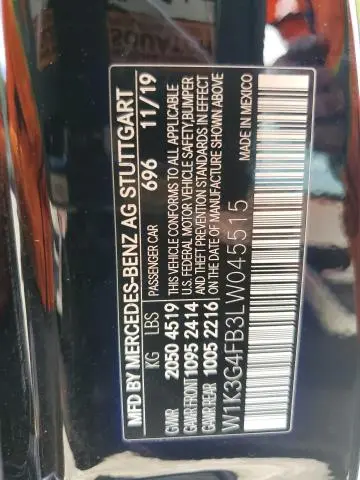 MFD BY MERCEDES-BENZ AG STUTTGART
PASSENGER CAR 696 11/19
KG LBS
GVWR 2050 4519
GAWR FRONT 1095 2414
GAWR REAR 1005 2216
THIS VEHICLE CONFORMS TO ALL APPLICABLE
U.S. FEDERAL MOTOR VEHICLE SAFETY, BUMPER
AND THEFT PREVENTION STANDARDS IN EFFECT
ON THE DATE OF MANUFACTURE SHOWN ABOVE
W1K3G4FB3LW045515
MADE IN MEXICO